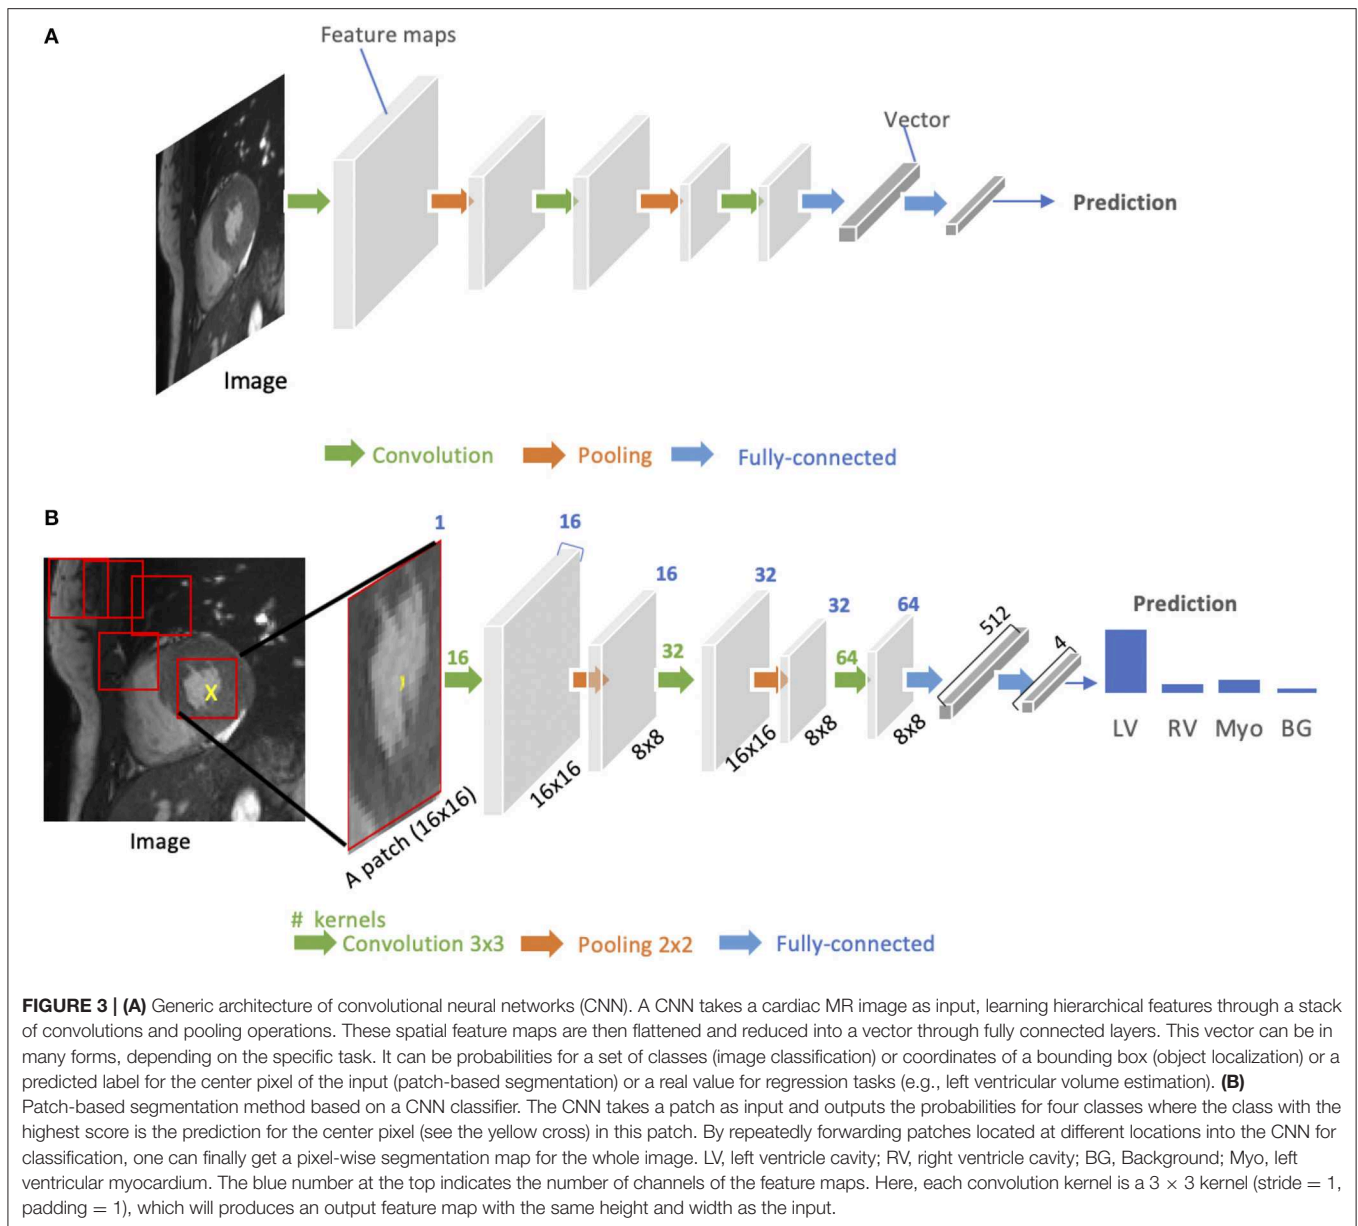 A
Feature maps
Vector
Prediction
Image
Convolution
Pooling
Fully-connected
B
1
16
16
32
32
64
16
32
64
512
4
Prediction
LV
RV
Myo
BG
X
16x16
8x8
16x16
8x8
8x8
A patch (16x16)
Image
# kernels
Convolution 3x3
Pooling 2x2
Fully-connected
FIGURE 3 | (A) Generic architecture of convolutional neural networks (CNN). A CNN takes a cardiac MR image as input, learning hierarchical features through a stack
of convolutions and pooling operations. These spatial feature maps are then flattened and reduced into a vector through fully connected layers. This vector can be in
many forms, depending on the specific task. It can be probabilities for a set of classes (image classification) or coordinates of a bounding box (object localization) or a
predicted label for the center pixel of the input (patch-based segmentation) or a real value for regression tasks (e.g., left ventricular volume estimation). (B)
Patch-based segmentation method based on a CNN classifier. The CNN takes a patch as input and outputs the probabilities for four classes where the class with the
highest score is the prediction for the center pixel (see the yellow cross) in this patch. By repeatedly forwarding patches located at different locations into the CNN for
classification, one can finally get a pixel-wise segmentation map for the whole image. LV, left ventricle cavity; RV, right ventricle cavity; BG, Background; Myo, left
ventricular myocardium. The blue number at the top indicates the number of channels of the feature maps. Here, each convolution kernel is a 3 × 3 kernel (stride = 1,
padding = 1), which will produces an output feature map with the same height and width as the input.